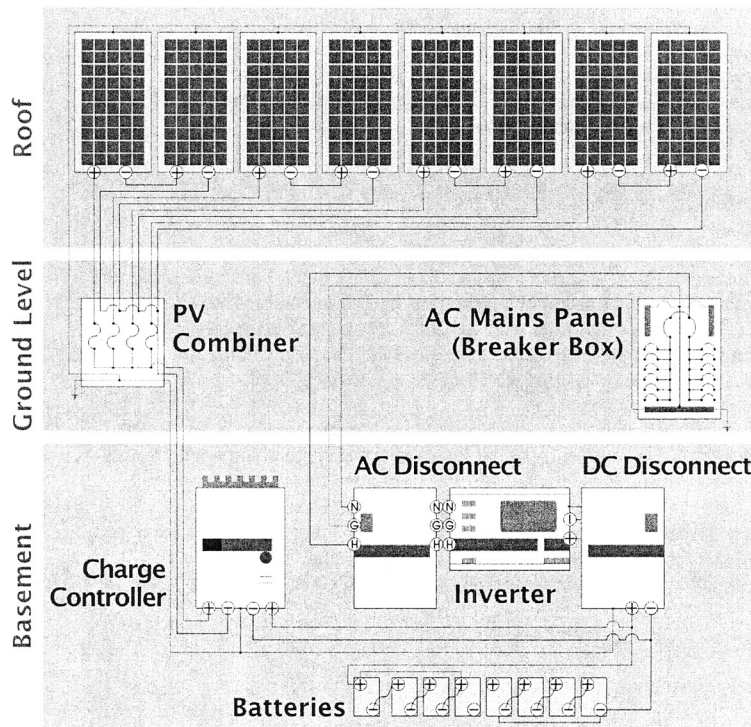 Roof
Ground Level
PV
Combiner
AC Mains Panel
(Breaker Box)
Basement
AC Disconnect
DC Disconnect
N
N
N
G
G
G
H
H
H
Charge
Controller
Inverter
Batteries